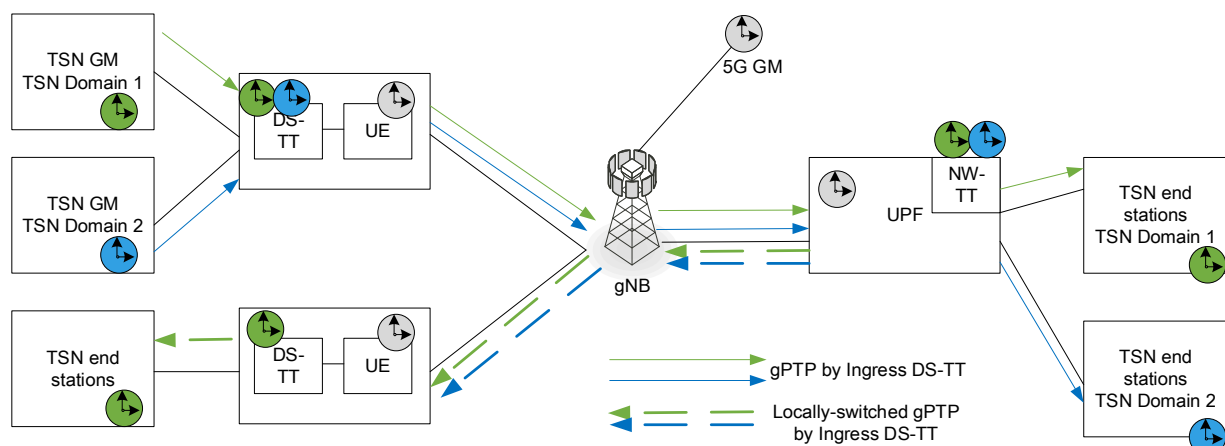 TSN GM
TSN Domain 1
TSN GM
TSN Domain 2
DS-
TT
UE
5G GM
gNB
UPF
NW-
TT
TSN end
stations
TSN Domain 1
TSN end
stations
DS-
TT
UE
gPTP by Ingress DS-TT
Locally-switched gPTP
by Ingress DS-TT
TSN end
stations
TSN Domain 2